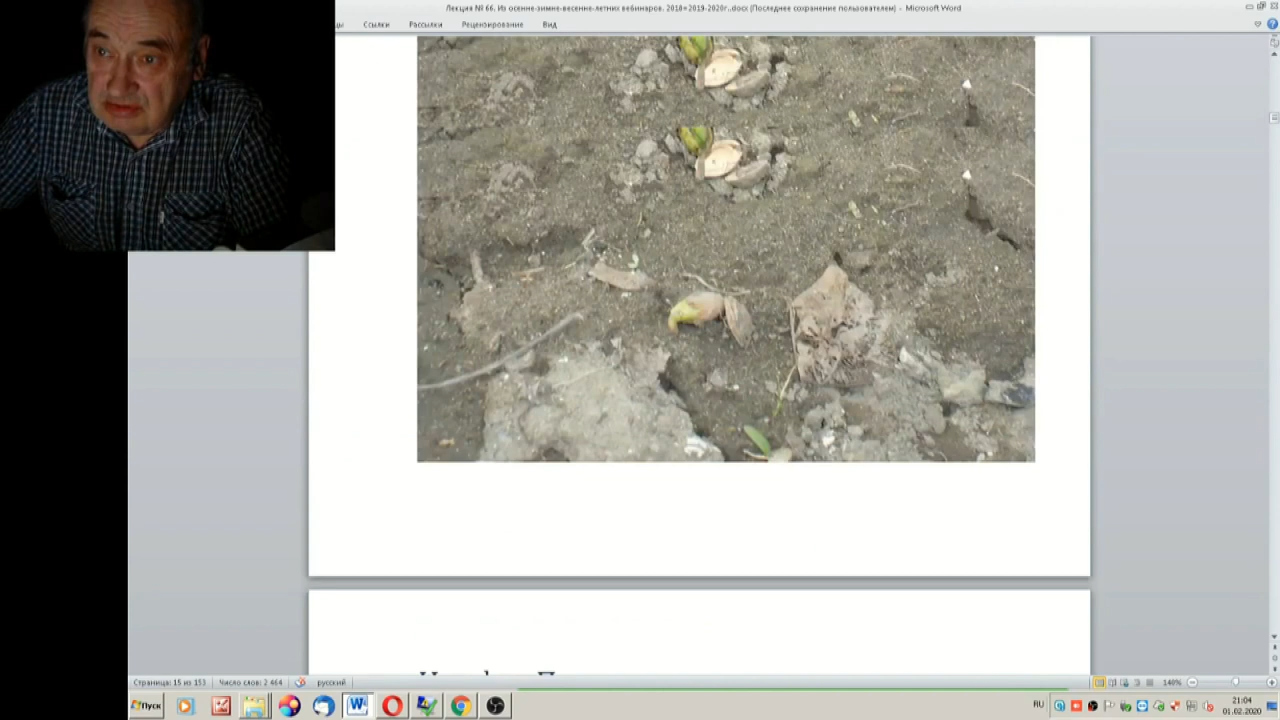 Лекция № 66. Из осенне-зимне-весенне-летних вебинаров. 2018=2019-2020г..docx (Последнее сохранение пользователем) - Microsoft Word
Ссылки Рассылки Рецензирование Вид
Страница: 15 из 153 Число слов: 2 464 русский 140%
Пуск RU 21:04
01.02.2020